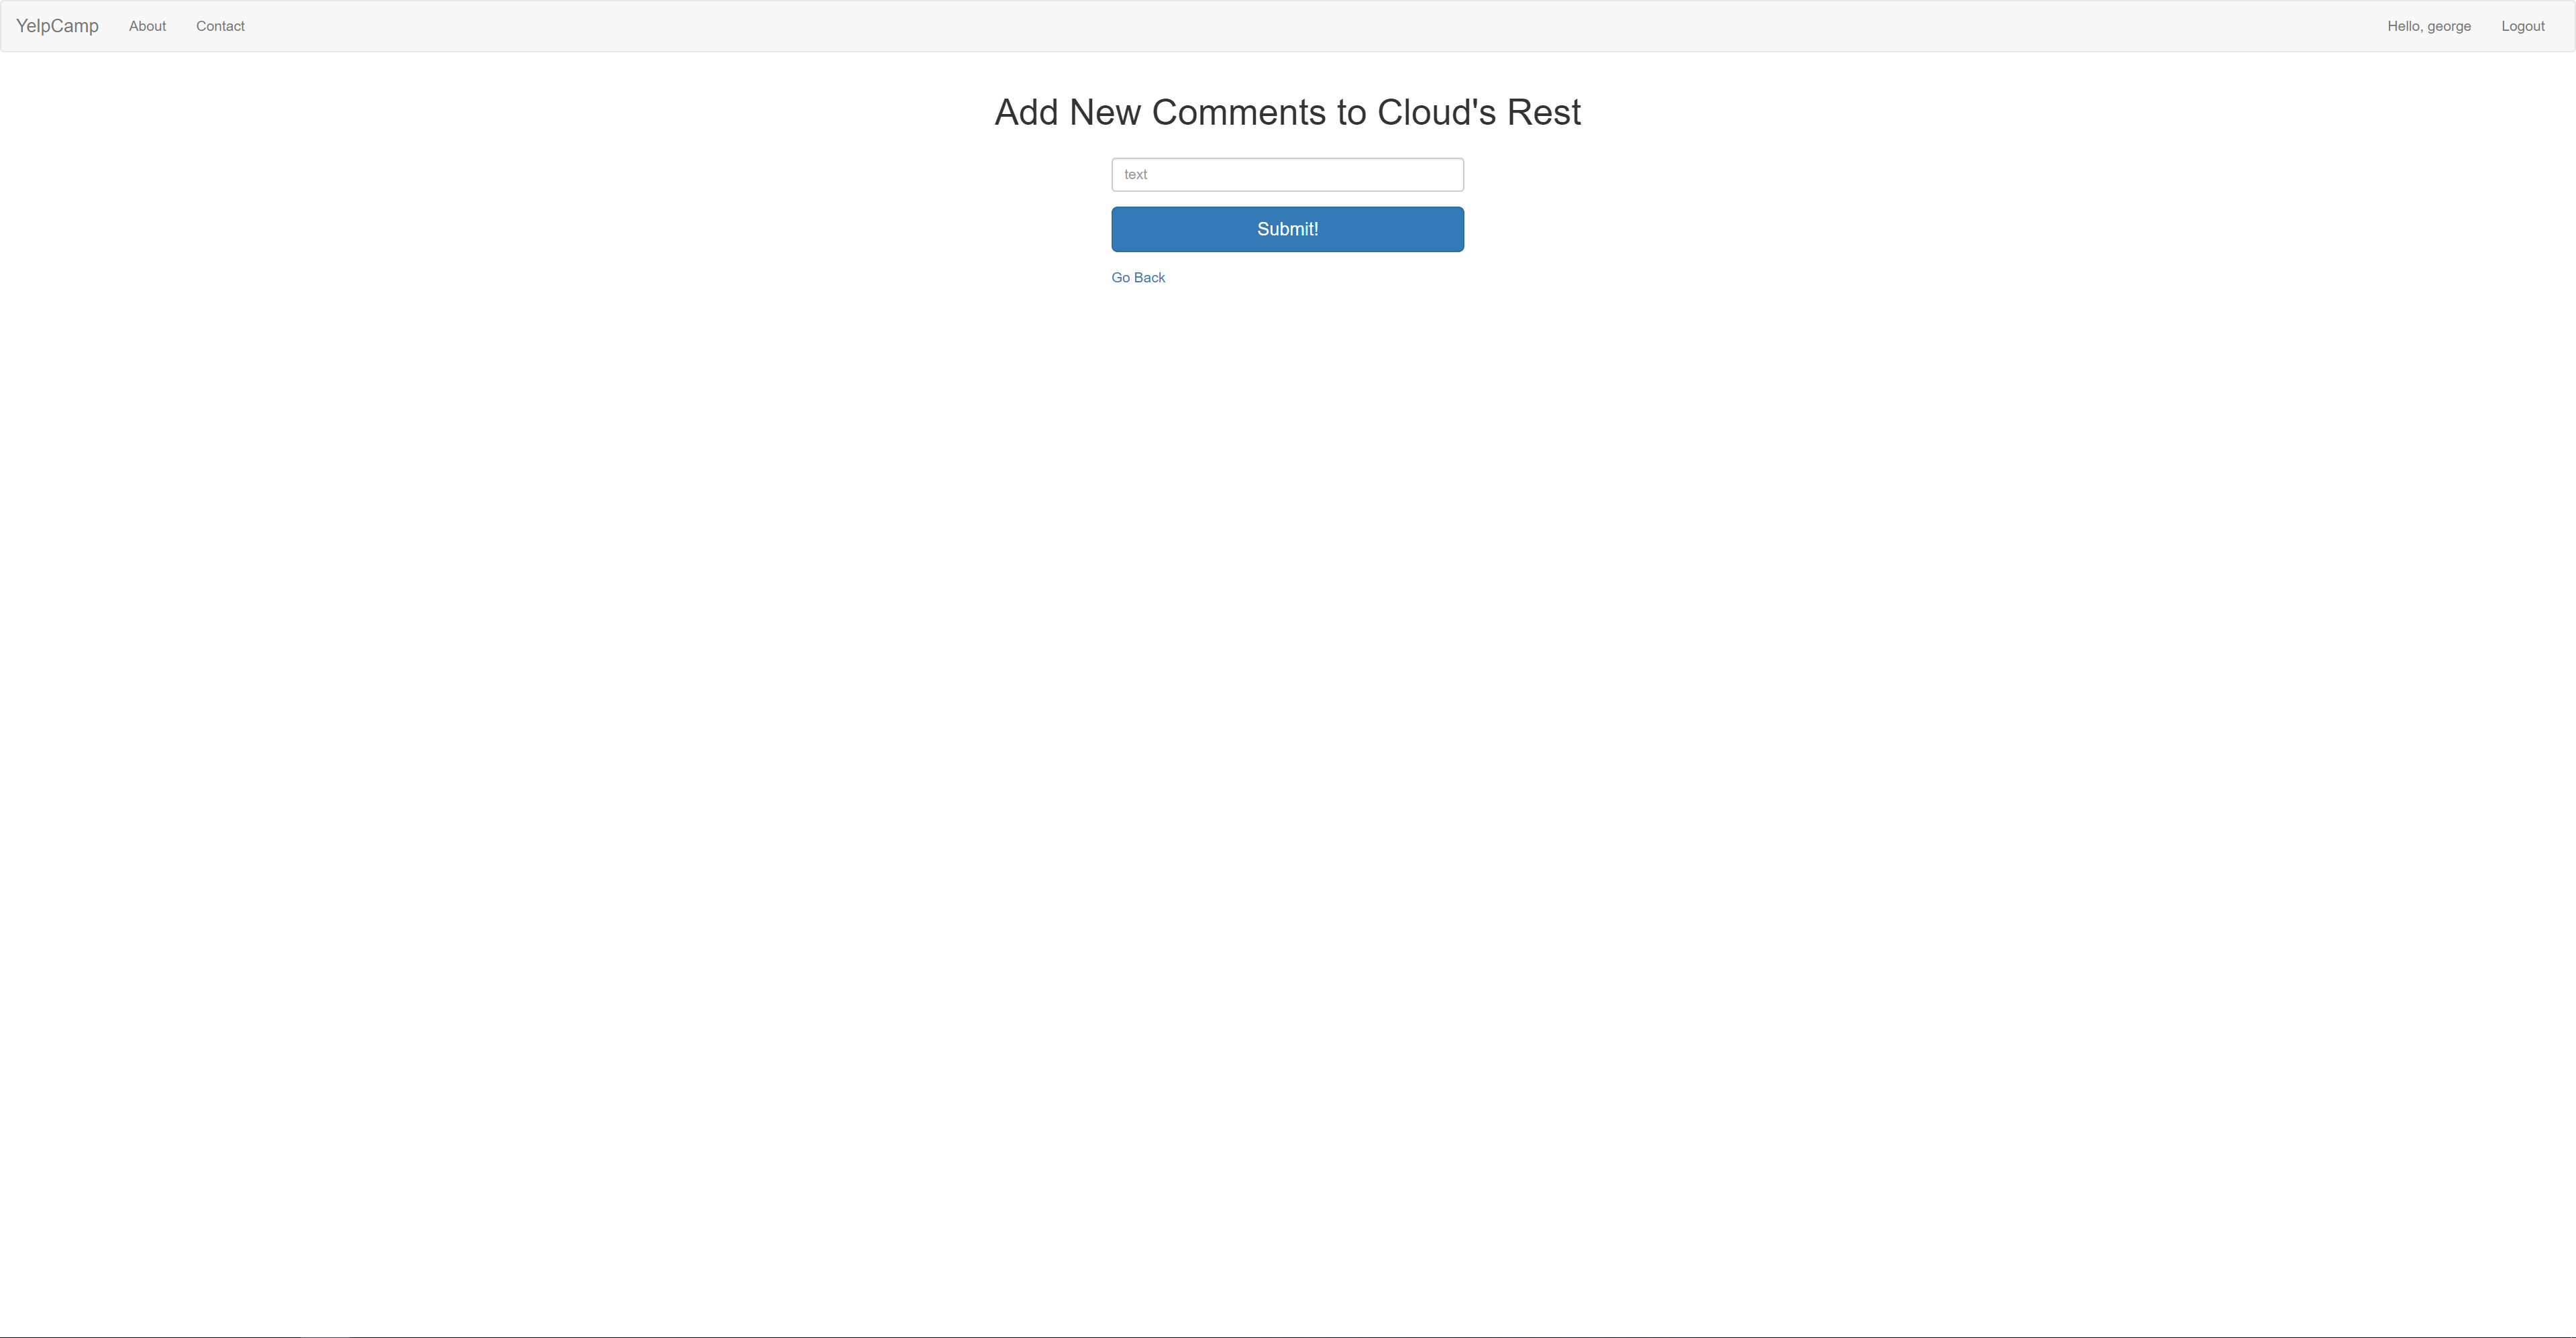 YelpCamp About Contact Hello, george Logout
Add New Comments to Cloud's Rest
text
Submit!
Go Back